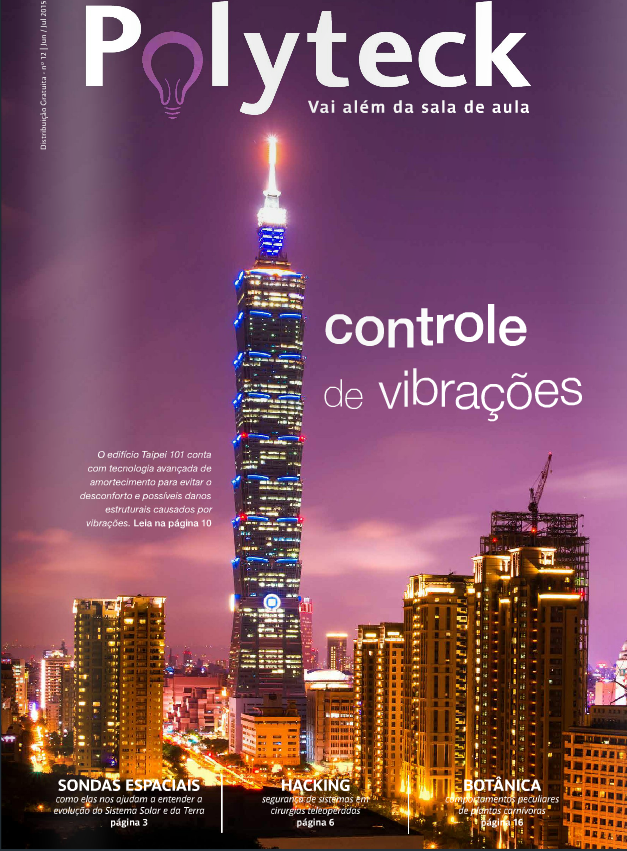 Distribuição Gratuita - nº 12 | Jun / Jul 2015
Polyteck
Vai além da sala de aula
controle
de vibrações
O edifício Taipei 101 conta
com tecnologia avançada de
amortecimento para evitar o
desconforto e possíveis danos
estruturais causados por
vibrações. Leia na página 10
SONDAS ESPACIAIS
como elas nos ajudam a entender a
evolução do Sistema Solar e da Terra
página 3
HACKING
segurança de sistemas em
cirurgias teleoperadas
página 6
BOTÂNICA
comportamentos peculiares
de plantas carnívoras
página 16